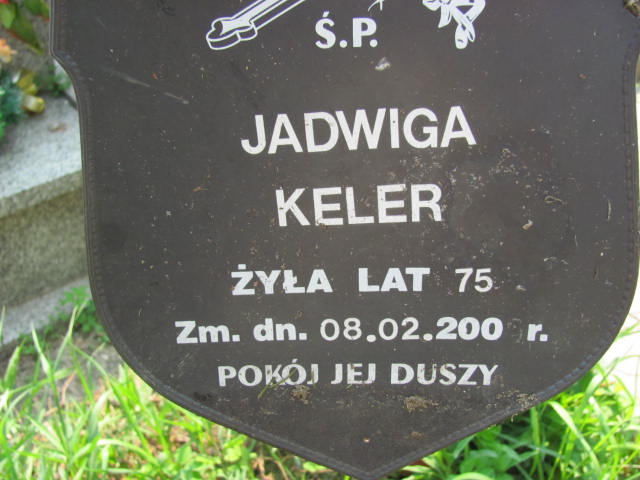 Ś.P.
JADWIGA
KELER
ŻYŁA LAT 75
Zm. dn. 08.02.200 r.
POKÓJ JEJ DUSZY